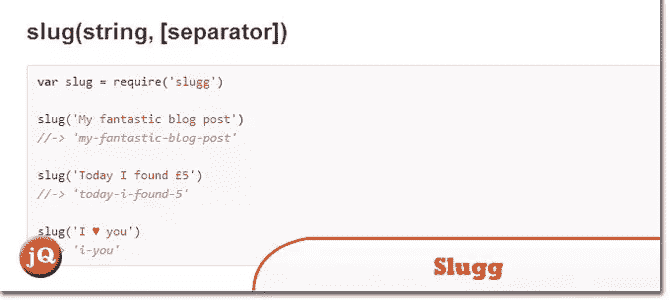 slug(string, [separator])
var slug = require('slugg')
slug('My fantastic blog post')
//-> 'my-fantastic-blog-post'
slug('Today I found £5')
//-> 'today-i-found-5'
slug('I ♥ you')
> 'i-you'
jQ
Slugg